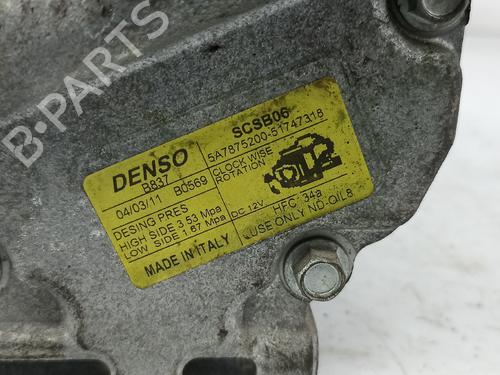 B-PARTS
DENSO
SCSB06
5A7875200-51747318
B837
04/03/11 B0569
CLOCK WISE
ROTATION
DESING PRES
HIGH SIDE 3.53 Mpa
LOW SIDE 1.67 Mpa
DC 12V
HFC 34a
USE ONLY ND-OIL8
MADE IN ITALY